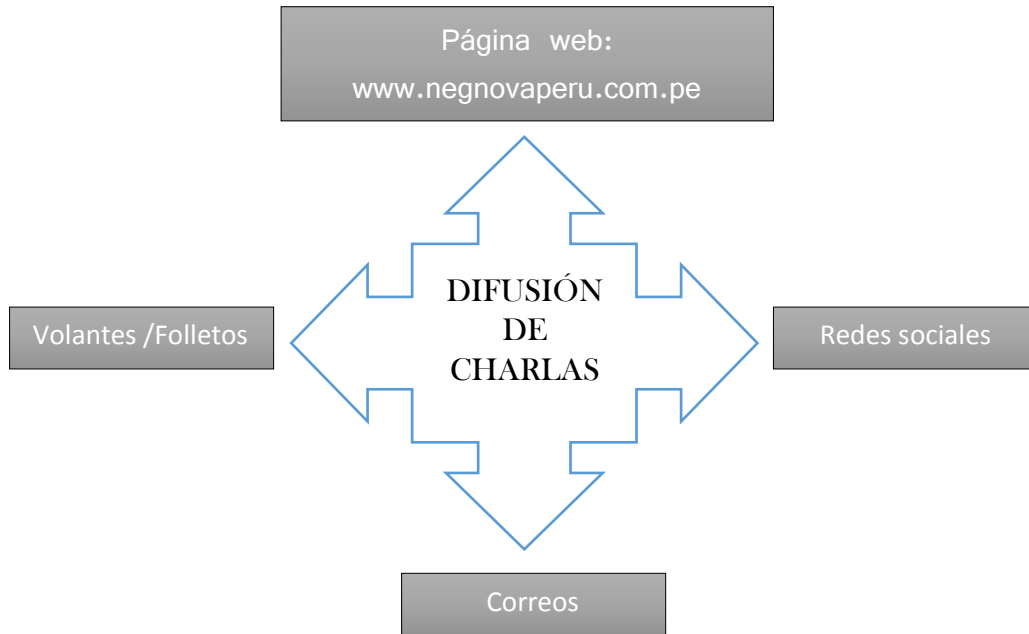 Página web:
www.negnovaperu.com.pe
DIFUSIÓN
DE
CHARLAS
Volantes /Folletos
Redes sociales
Correos